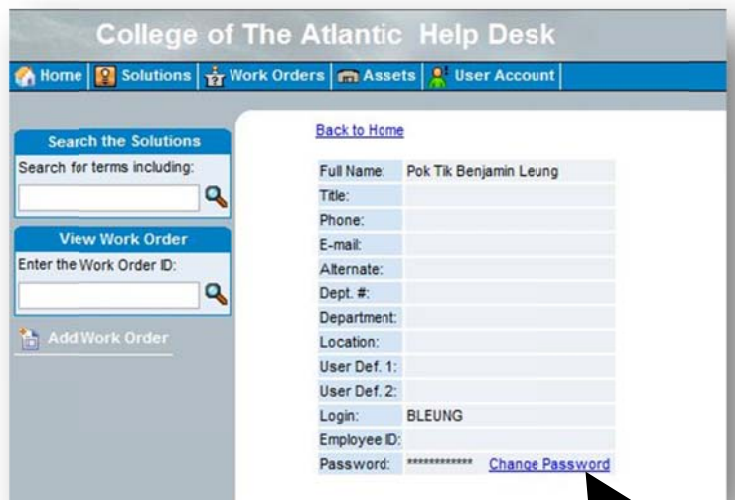 College of The Atlantic Help Desk
Home Solutions Work Orders Assets User Account
Search the Solutions
Search for terms including:
View Work Order
Enter the Work Order ID:
Add Work Order
Back to Home
Full Name: Pok Tik Benjamin Leung
Title:
Phone:
E-mail:
Alternate:
Dept. #:
Department:
Location:
User Def. 1:
User Def. 2:
Login: BLEUNG
Employee ID:
Password: ************ Change Password